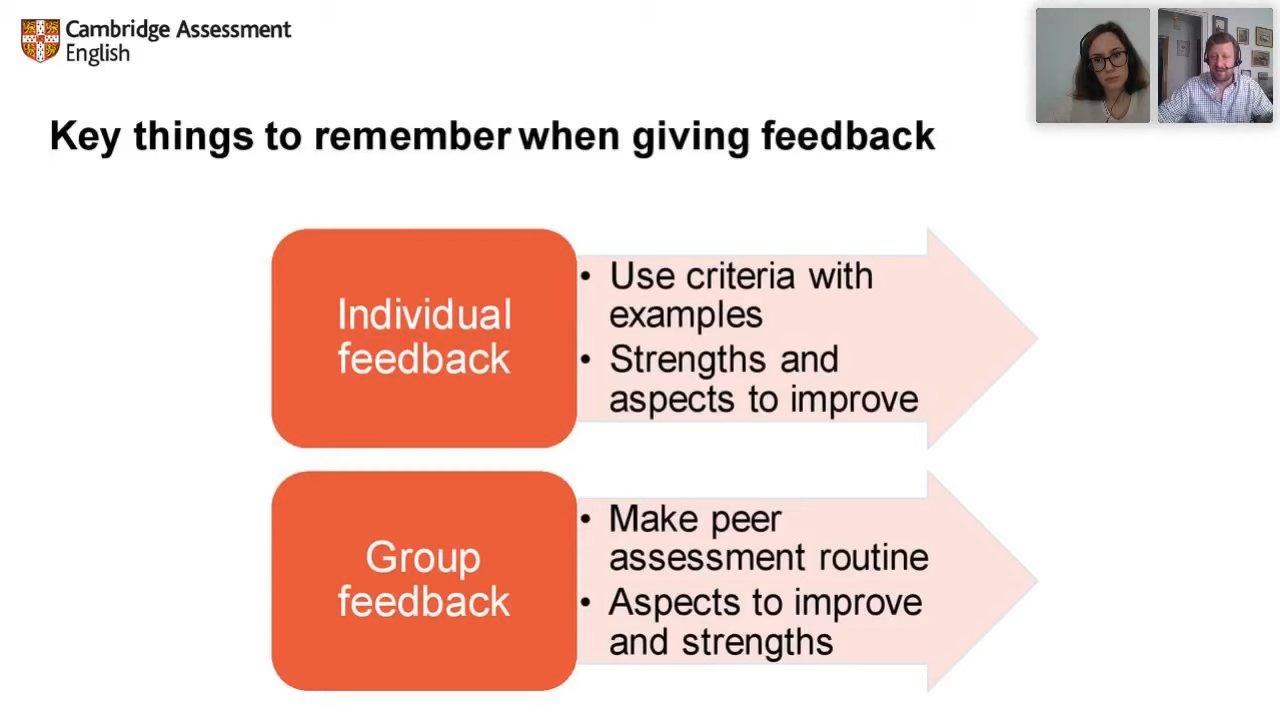 Cambridge Assessment
English
Key things to remember when giving feedback
Individual
feedback
• Use criteria with
examples
• Strengths and
aspects to improve
Group
feedback
• Make peer
assessment routine
• Aspects to improve
and strengths